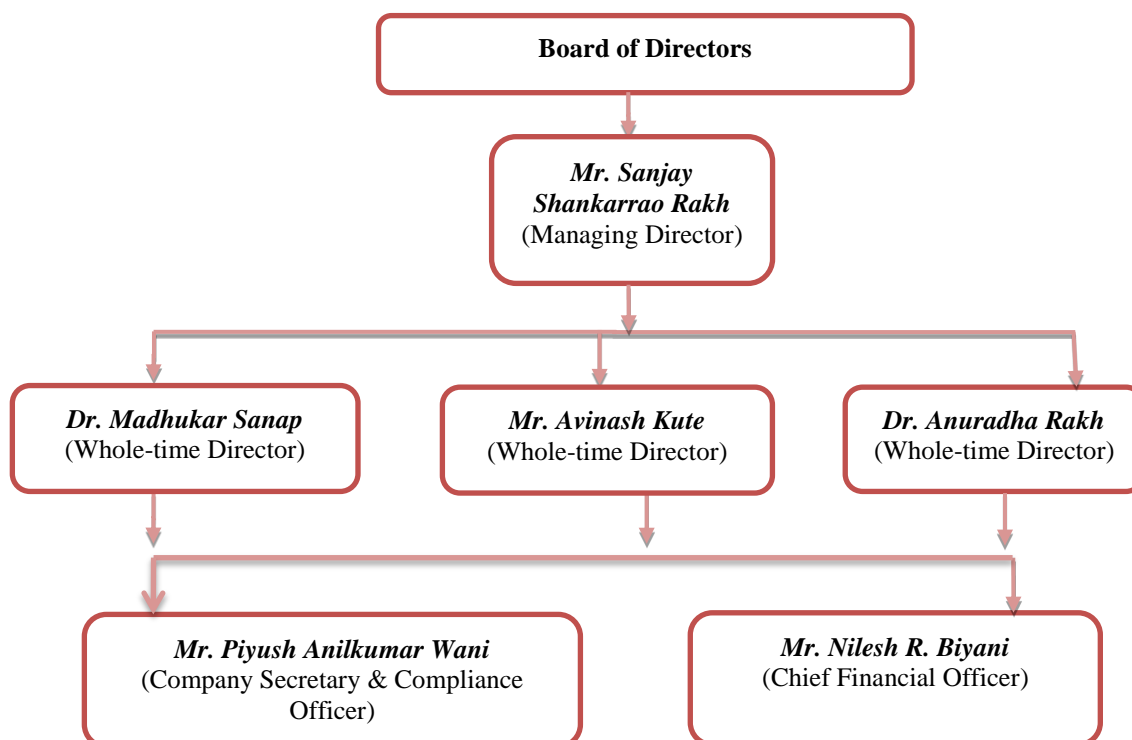 Board of Directors
Mr. Sanjay
Shankarrao Rakh
(Managing Director)
Dr. Madhukar Sanap
(Whole-time Director)
Mr. Avinash Kute
(Whole-time Director)
Dr. Anuradha Rakh
(Whole-time Director)
Mr. Piyush Anilkumar Wani
(Company Secretary & Compliance
Officer)
Mr. Nilesh R. Biyani
(Chief Financial Officer)